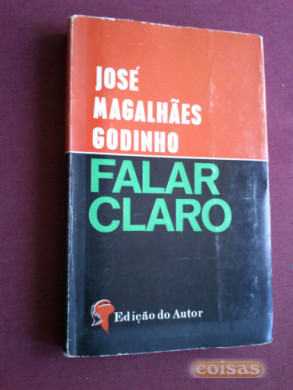 JOSÉ
MAGALHÃES
GODINHO
FALAR
CLARO
Edição do Autor
coisas